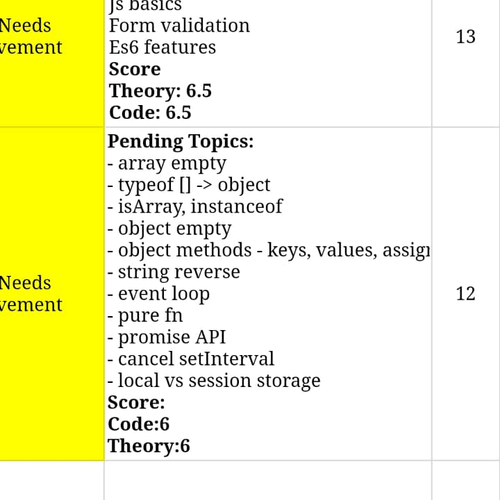 Js basics
Needs
Form validation
vement
Es6 features
13
Score
Theory: 6.5
Code: 6.5
Pending Topics:
- array empty
- typeof [] -> object
- isArray, instanceof
- object empty
- object methods - keys, values, assign
- string reverse
Needs
- event loop
12
vement
- pure fn
- promise API
- cancel setInterval
- local vs session storage
Score:
Code:6
Theory:6